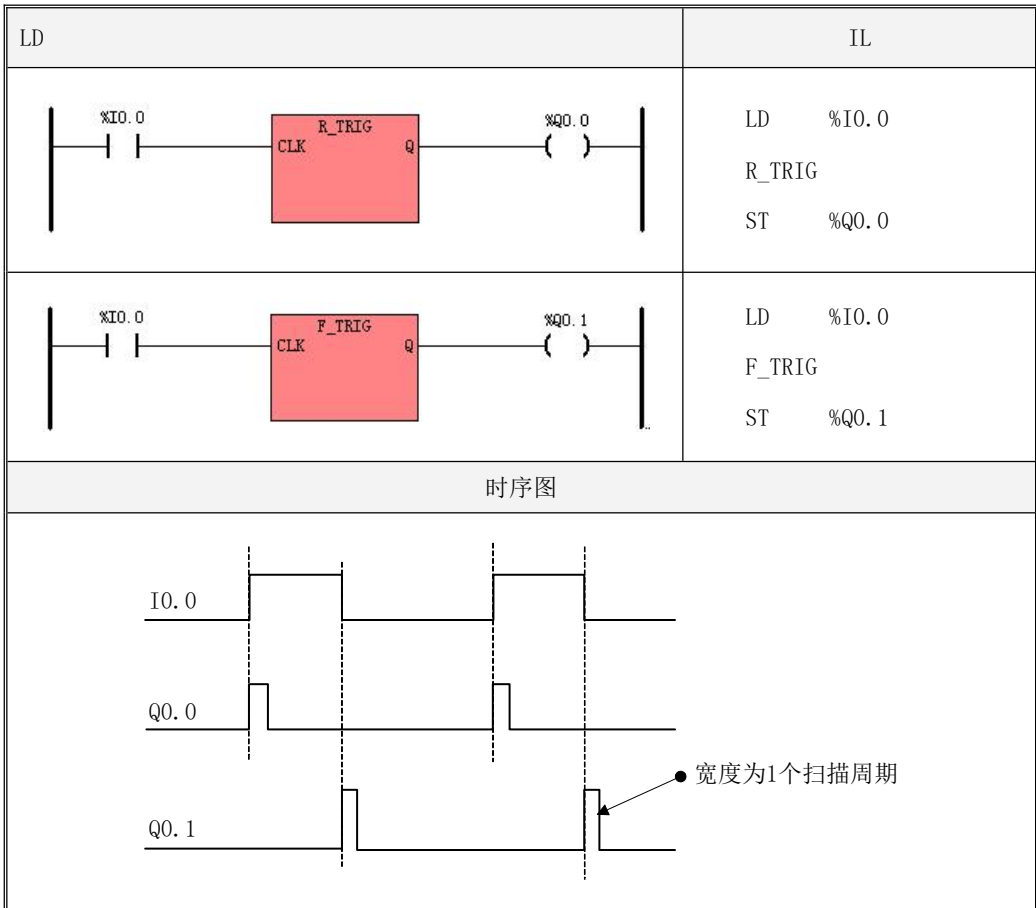 LD
IL
%I0.0
R_TRIG
CLK
Q
%Q0.0
LD %I0.0
R_TRIG
ST %Q0.0
%I0.0
F_TRIG
CLK
Q
%Q0.1
LD %I0.0
F_TRIG
ST %Q0.1
时序图
I0.0
Q0.0
宽度为1个扫描周期
Q0.1